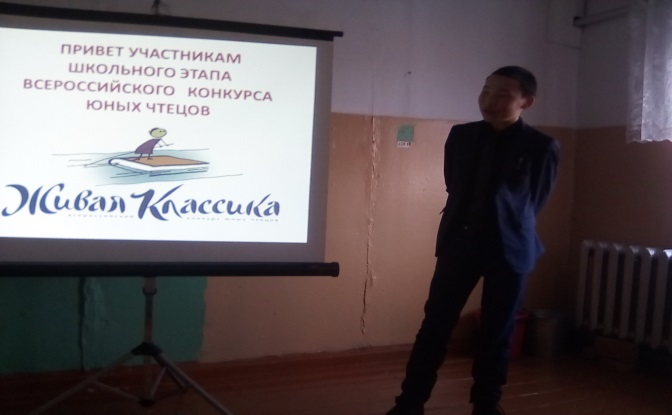 ПРИВЕТ УЧАСТНИКАМ
ШКОЛЬНОГО ЭТАПА
ВСЕРОССИЙСКОГО КОНКУРСА
ЮНЫХ ЧТЕЦОВ
Живая Классика